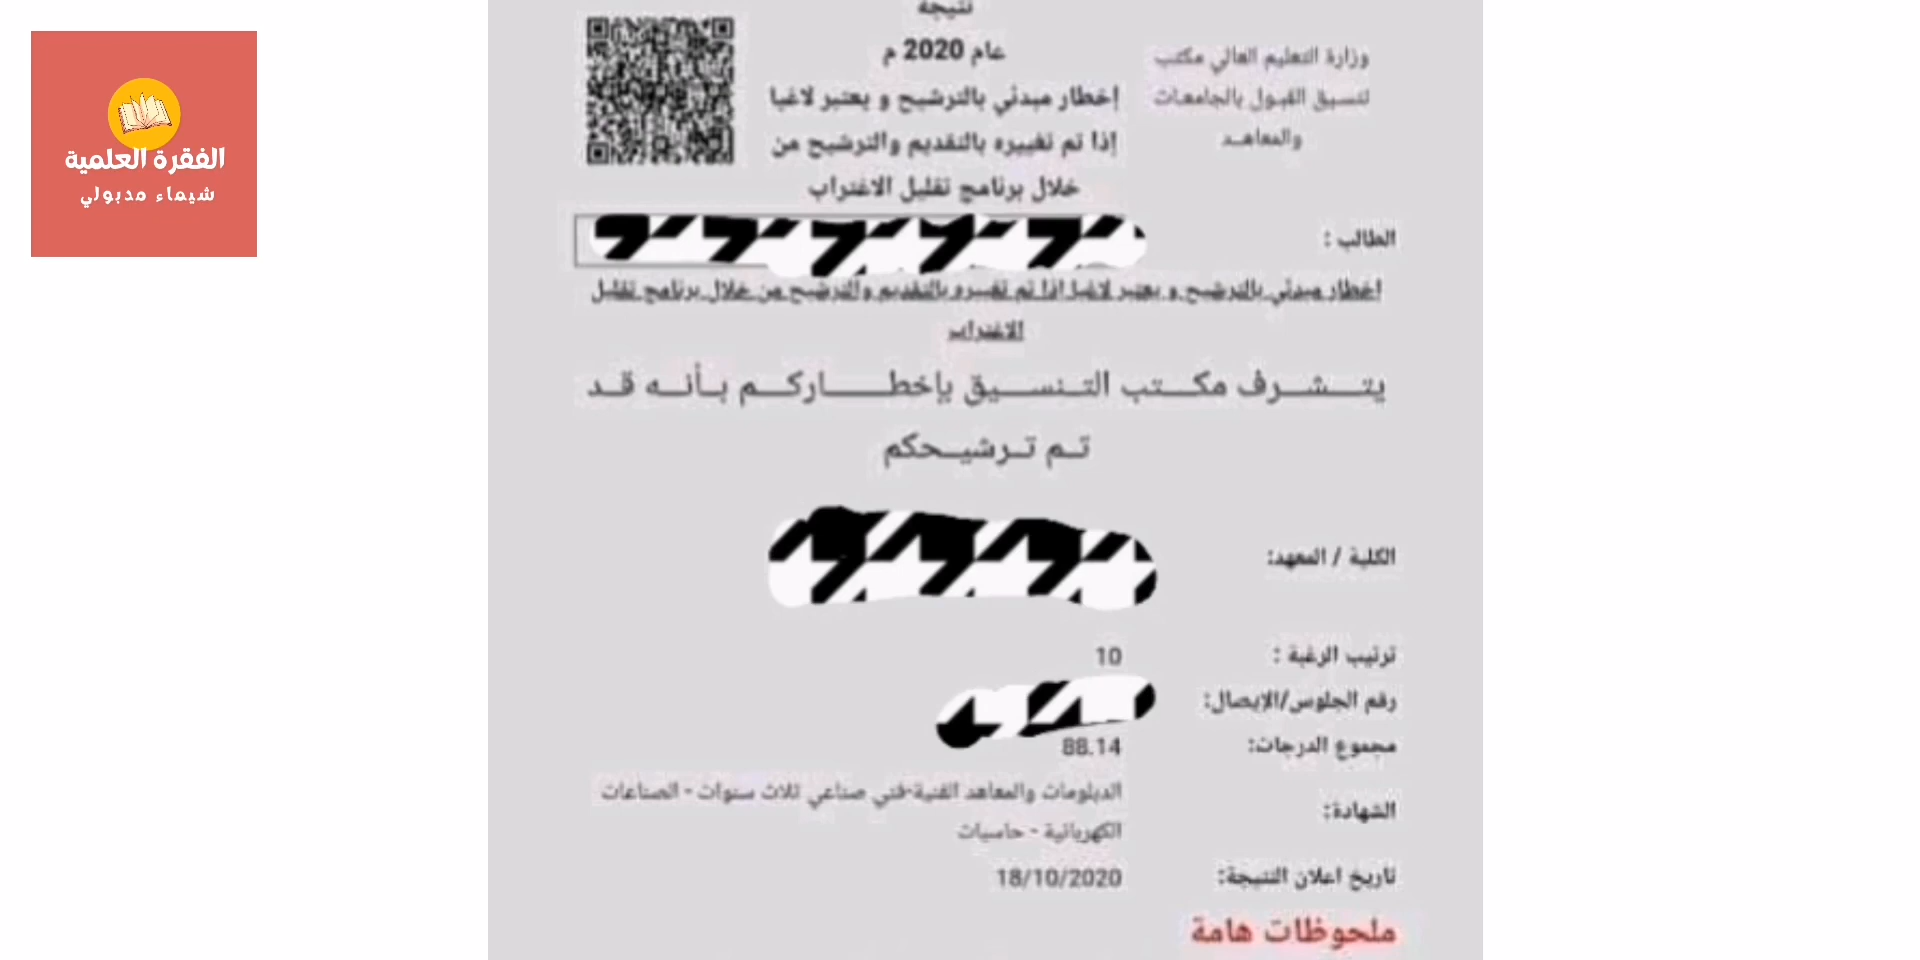 الفقرة العلمية
شيماء مدبولي
نتيجة
عام 2020 م
إخطار مبدئي بالترشيح و يعتبر لاغيا
إذا تم تغييره بالتقديم والترشيح من
خلال برنامج تقليل الاغتراب
وزارة التعليم العالي مكتب
تنسيق القبول بالجامعات
والمعاهد
الطالب :
إخطار مبدئي بالترشيح و يعتبر لاغيا إذا تم تغييره بالتقديم والترشيح من خلال برنامج تقليل
الاغتراب
يتشرف مكتب التنسيق بإخطاركم بأنه قد
تم ترشيحكم
الكلية / المعهد:
ترتيب الرغبة : 10
رقم الجلوس/الإيصال:
مجموع الدرجات: 88.14
الشهادة: الدبلومات والمعاهد الفنية-فني صناعي ثلاث سنوات - الصناعات
الكهربائية - حاسبات
تاريخ اعلان النتيجة: 18/10/2020
ملحوظات هامة